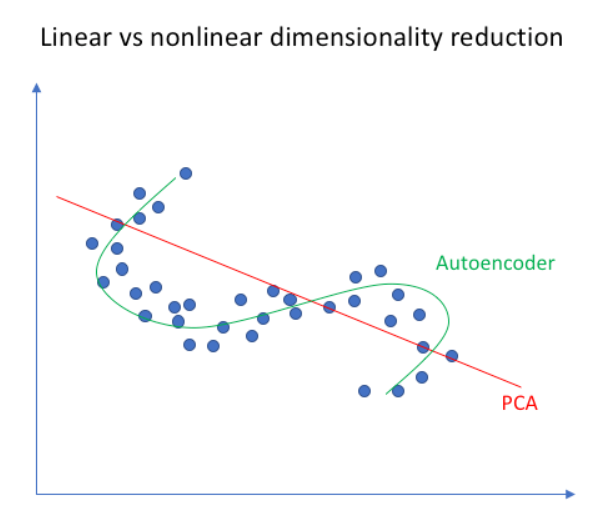 Linear vs nonlinear dimensionality reduction
Autoencoder
PCA